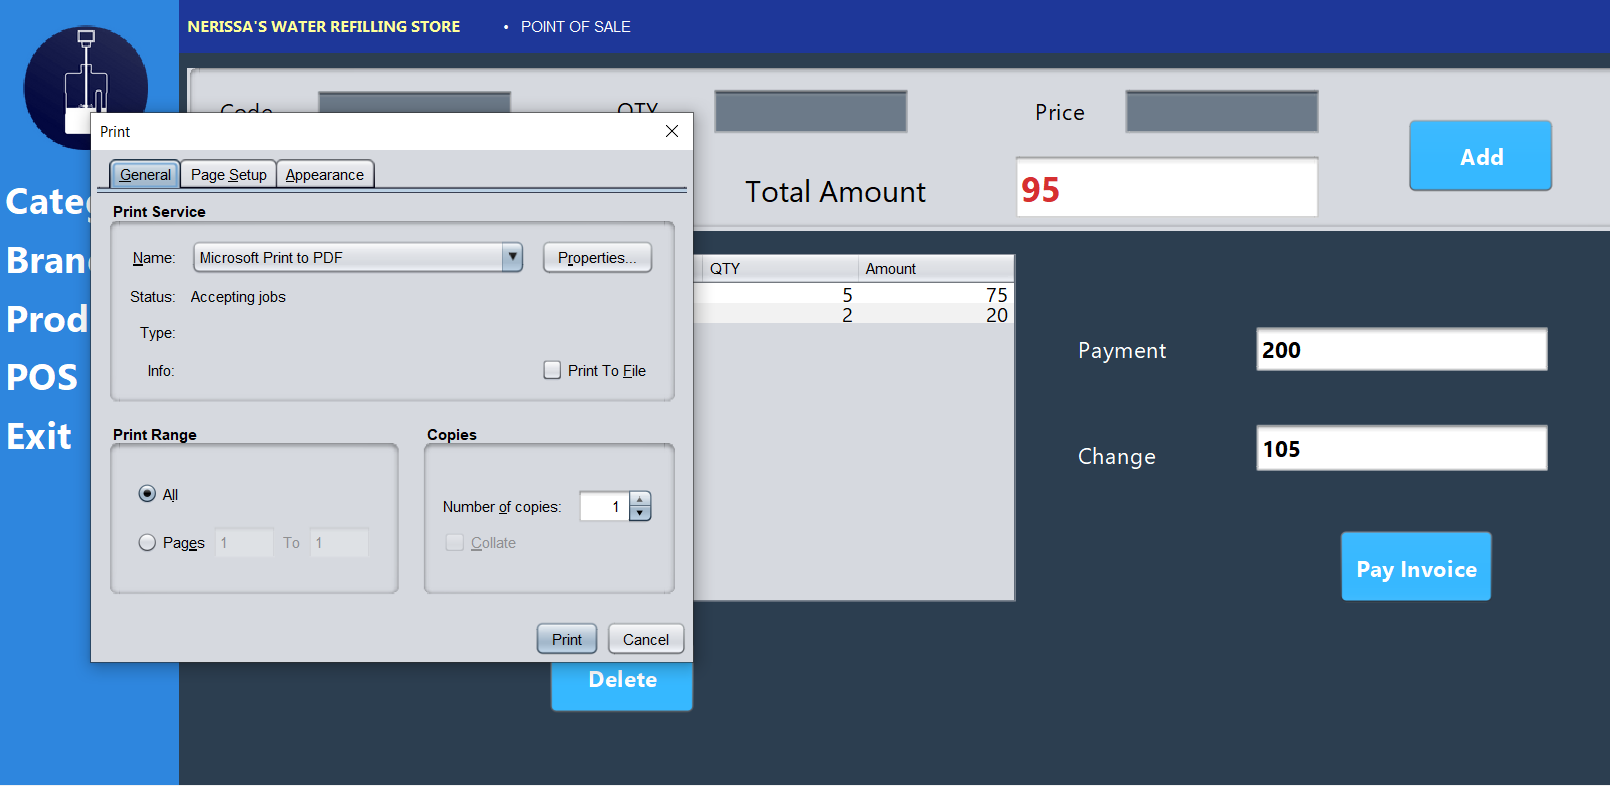 NERISSA'S WATER REFILLING STORE • POINT OF SALE
Code QTY Price
Add
Total Amount 95
Print
General Page Setup Appearance
Print Service
Name: Microsoft Print to PDF Properties...
Status: Accepting jobs
Type:
Info: Print To File
Print Range
All
Pages 1 To 1
Copies
Number of copies: 1
Collate
Print Cancel
Categ
Bran
Prod
POS
Exit
QTY Amount
5 75
2 20
Payment 200
Change 105
Pay Invoice
Delete